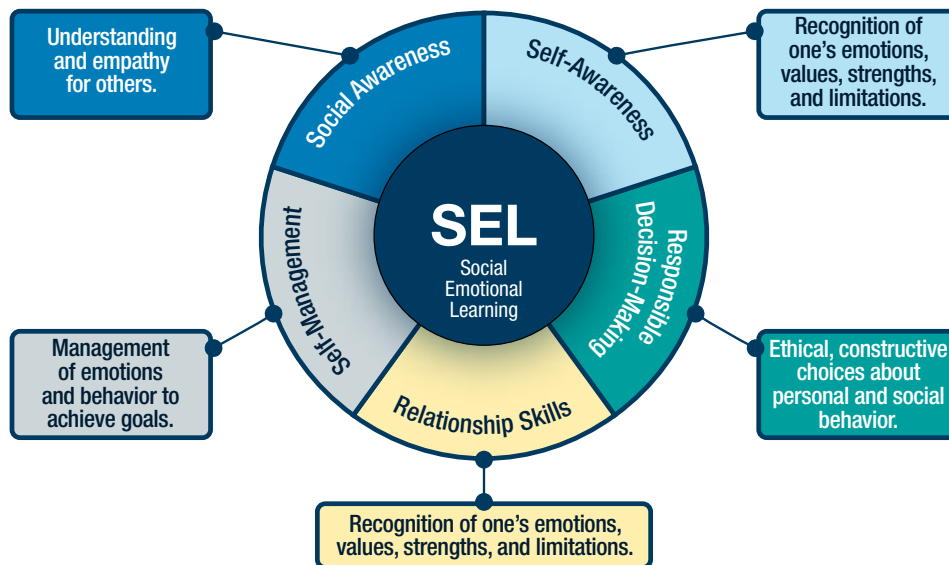 Understanding
and empathy
for others.
Social Awareness
Self-Awareness
Recognition of
one's emotions,
values, strengths,
and limitations.
SEL
Social
Emotional
Learning
Self-Management
Responsible
Decision-Making
Management
of emotions
and behavior to
achieve goals.
Ethical, constructive
choices about
personal and social
behavior.
Relationship Skills
Recognition of one's emotions,
values, strengths, and limitations.